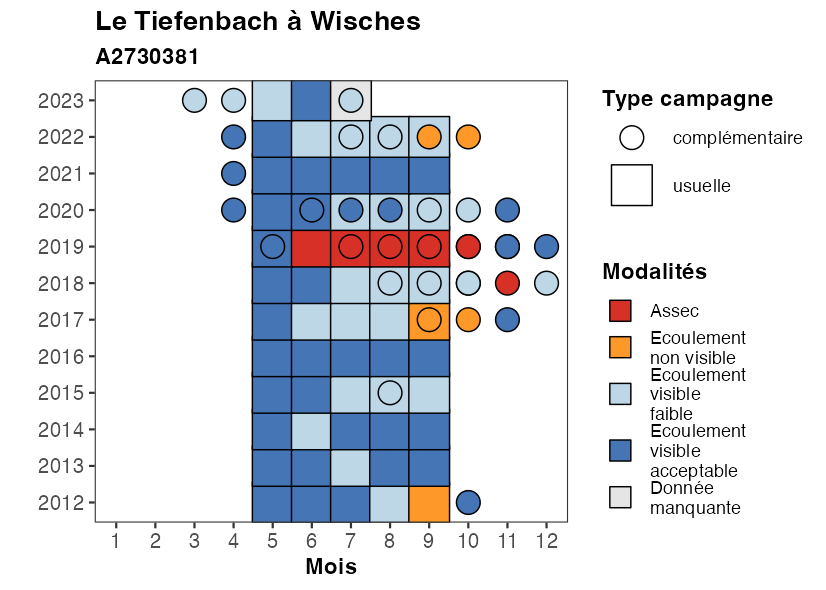 Le Tiefenbach à Wisches
A2730381
2023
2022
2021
2020
2019
2018
2017
2016
2015
2014
2013
2012
1 2 3 4 5 6 7 8 9 10 11 12
Mois
Type campagne
complémentaire
usuelle
Modalités
Assec
Ecoulement
non visible
Ecoulement
visible
faible
Ecoulement
visible
acceptable
Donnée
manquante